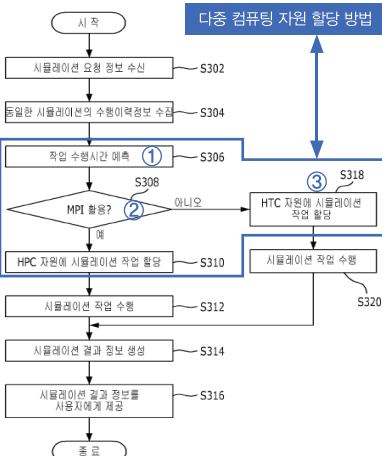 다중 컴퓨팅 자원 할당 방법
시 작
시뮬레이션 요청 정보 수신
S302
동일한 시뮬레이션의 수행이력정보 수집
S304
작업 수행시간 예측 ①
S306
S308
MPI 활용? ②
아니오
예
③
S318
HTC 자원에 시뮬레이션
작업 할당
HPC 자원에 시뮬레이션 작업 할당
S310
시뮬레이션 작업 수행
S320
시뮬레이션 작업 수행
S312
시뮬레이션 결과 정보 생성
S314
시뮬레이션 결과 정보를
사용자에게 제공
S316
종 료